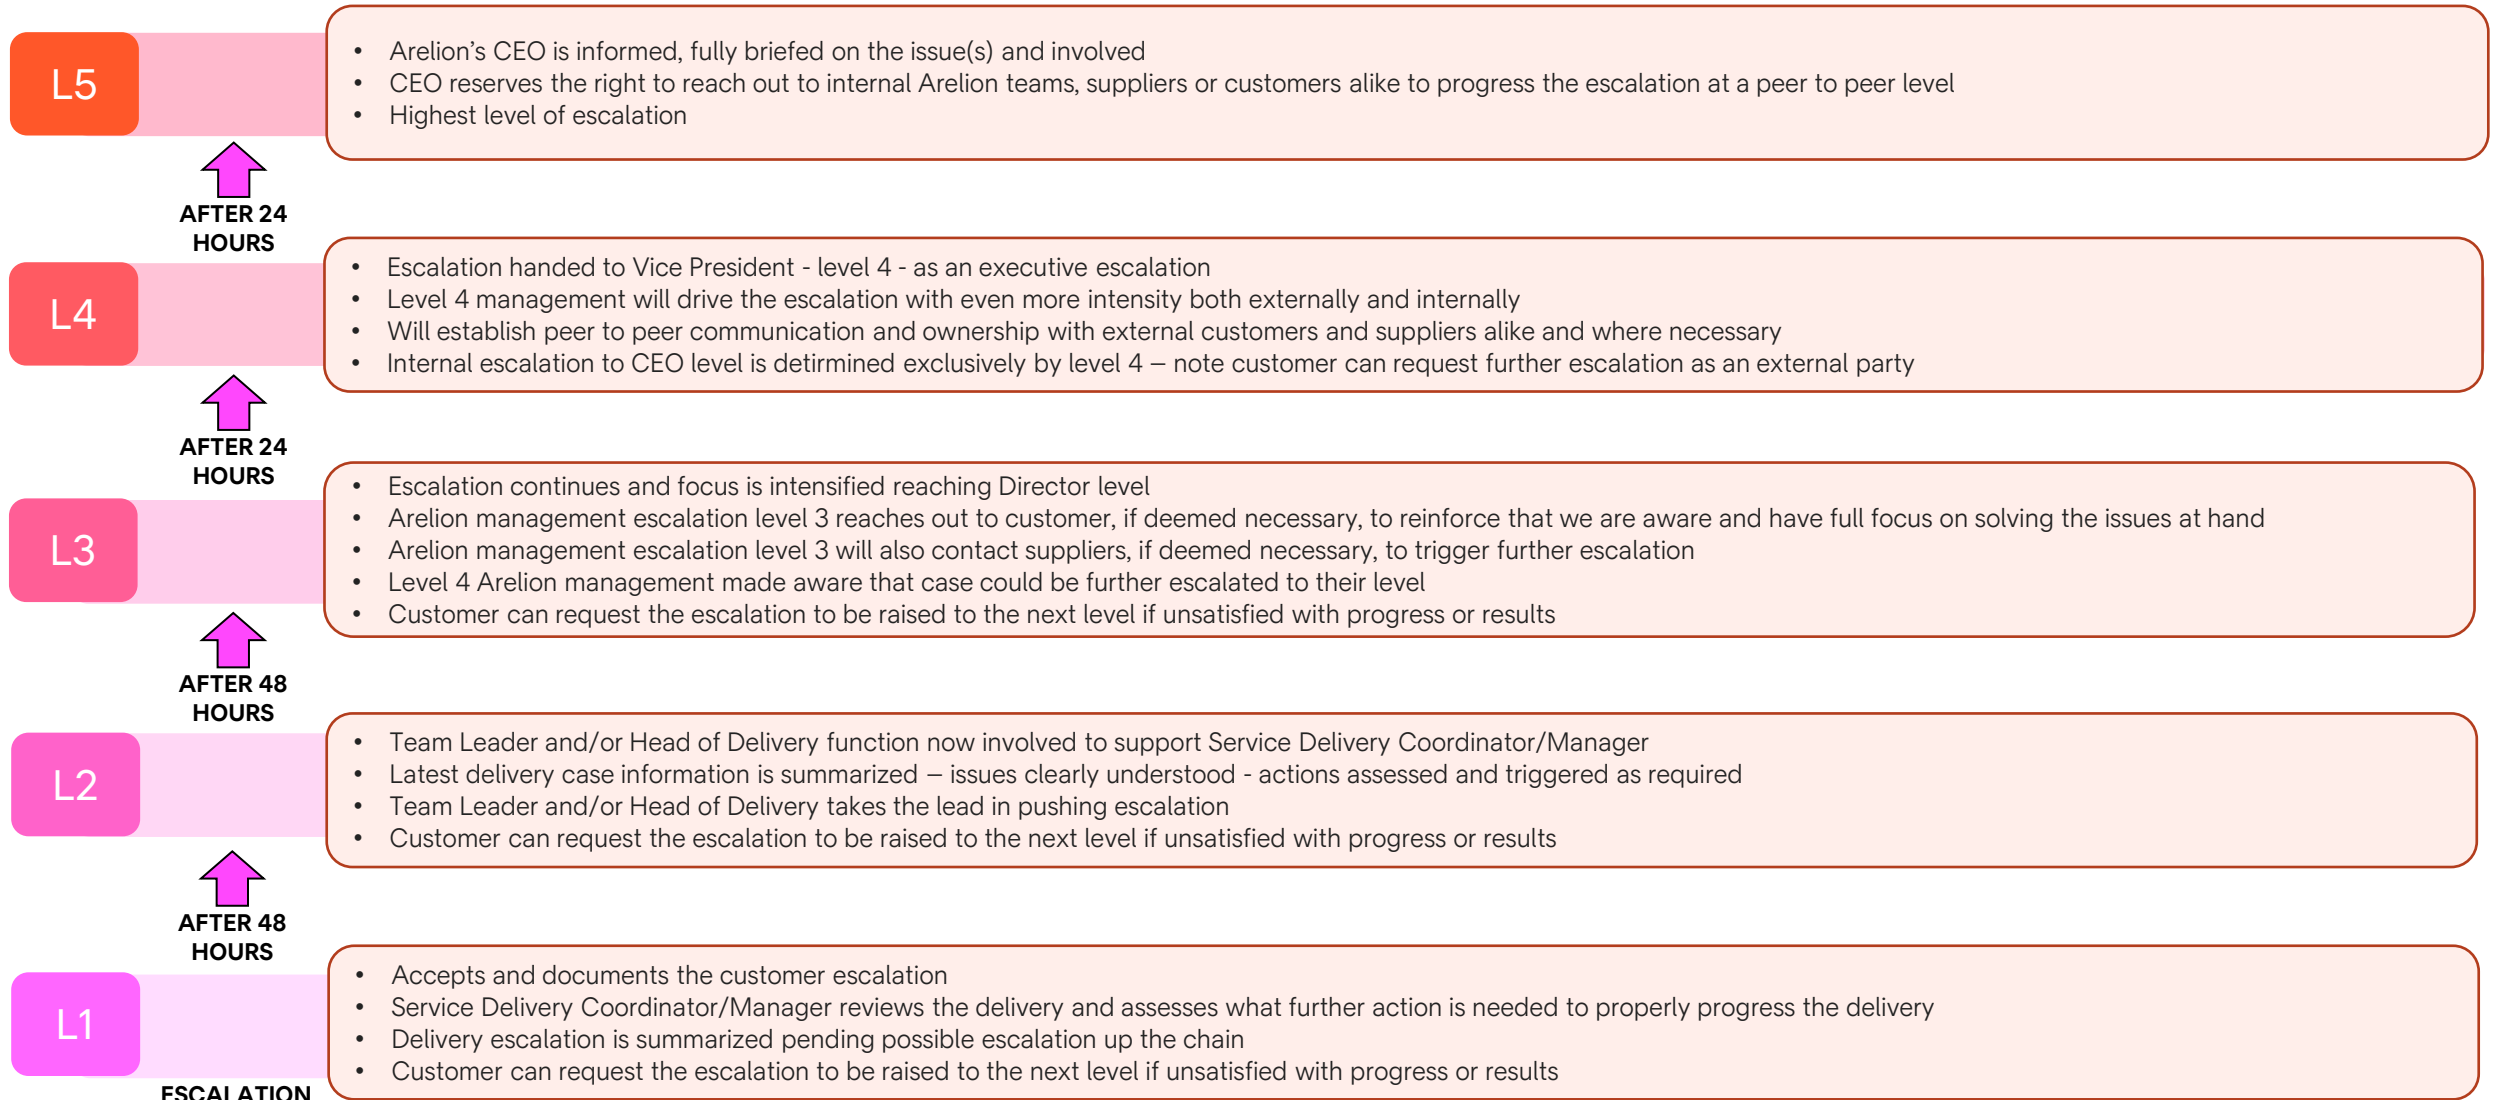 L5
• Arelion’s CEO is informed, fully briefed on the issue(s) and involved
• CEO reserves the right to reach out to internal Arelion teams, suppliers or customers alike to progress the escalation at a peer to peer level
• Highest level of escalation
AFTER 24
HOURS
L4
• Escalation handed to Vice President - level 4 - as an executive escalation
• Level 4 management will drive the escalation with even more intensity both externally and internally
• Will establish peer to peer communication and ownership with external customers and suppliers alike and where necessary
• Internal escalation to CEO level is detirmined exclusively by level 4 – note customer can request further escalation as an external party
AFTER 24
HOURS
L3
• Escalation continues and focus is intensified reaching Director level
• Arelion management escalation level 3 reaches out to customer, if deemed necessary, to reinforce that we are aware and have full focus on solving the issues at hand
• Arelion management escalation level 3 will also contact suppliers, if deemed necessary, to trigger further escalation
• Level 4 Arelion management made aware that case could be further escalated to their level
• Customer can request the escalation to be raised to the next level if unsatisfied with progress or results
AFTER 48
HOURS
L2
• Team Leader and/or Head of Delivery function now involved to support Service Delivery Coordinator/Manager
• Latest delivery case information is summarized – issues clearly understood - actions assessed and triggered as required
• Team Leader and/or Head of Delivery takes the lead in pushing escalation
• Customer can request the escalation to be raised to the next level if unsatisfied with progress or results
AFTER 48
HOURS
L1
• Accepts and documents the customer escalation
• Service Delivery Coordinator/Manager reviews the delivery and assesses what further action is needed to properly progress the delivery
• Delivery escalation is summarized pending possible escalation up the chain
• Customer can request the escalation to be raised to the next level if unsatisfied with progress or results
ESCALATION